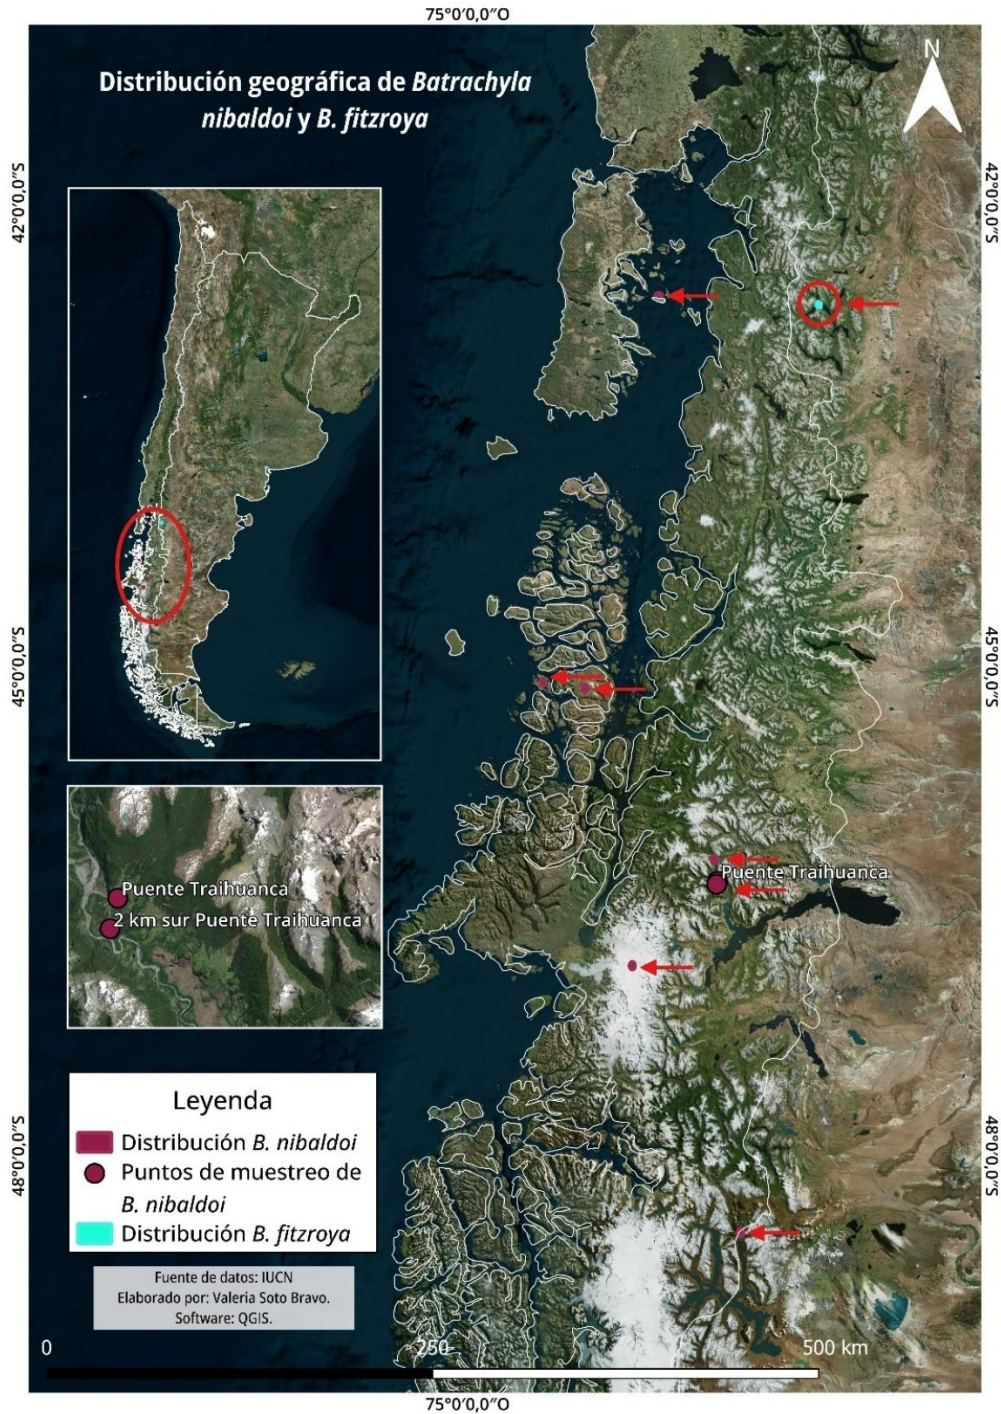 75°0'0,0"O
Distribución geográfica de Batrachyla
nibaldoi y B. fitzroya
N
42°0'0,0"S
42°0'0,0"S
45°0'0,0"S
45°0'0,0"S
Puente Traihuanca
Puente Traihuanca
2 km sur Puente Traihuanca
Leyenda
Distribución B. nibaldoi
Puntos de muestreo de
B. nibaldoi
Distribución B. fitzroya
48°0'0,0"S
48°0'0,0"S
Fuente de datos: IUCN
Elaborado por: Valeria Soto Bravo.
Software: QGIS.
0 250 500 km
75°0'0,0"O